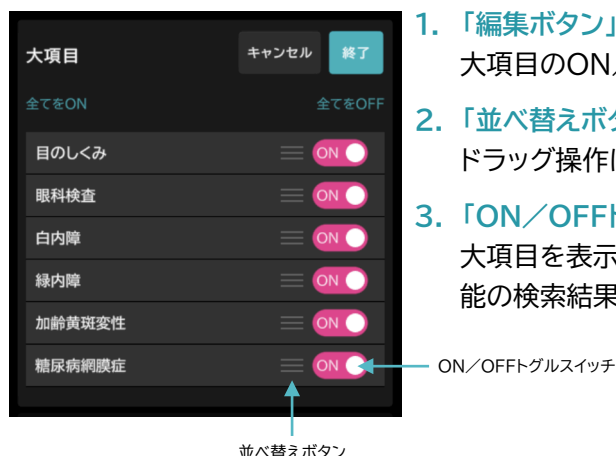 大項目
キャンセル
終了
全てをON
全てをOFF
目のしくみ
ON
眼科検査
ON
白内障
ON
緑内障
ON
加齢黄斑変性
ON
糖尿病網膜症
ON
ON／OFFトグルスイッチ
並べ替えボタン
1. 「編集ボタン」
大項目のON
2. 「並べ替えボ
ドラッグ操作
3. 「ON／OFF
大項目を表示
能の検索結果